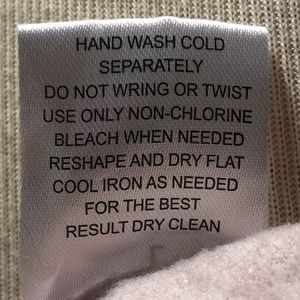 HAND WASH COLD
SEPARATELY
DO NOT WRING OR TWIST
USE ONLY NON-CHLORINE
BLEACH WHEN NEEDED
RESHAPE AND DRY FLAT
COOL IRON AS NEEDED
FOR THE BEST
RESULT DRY CLEAN